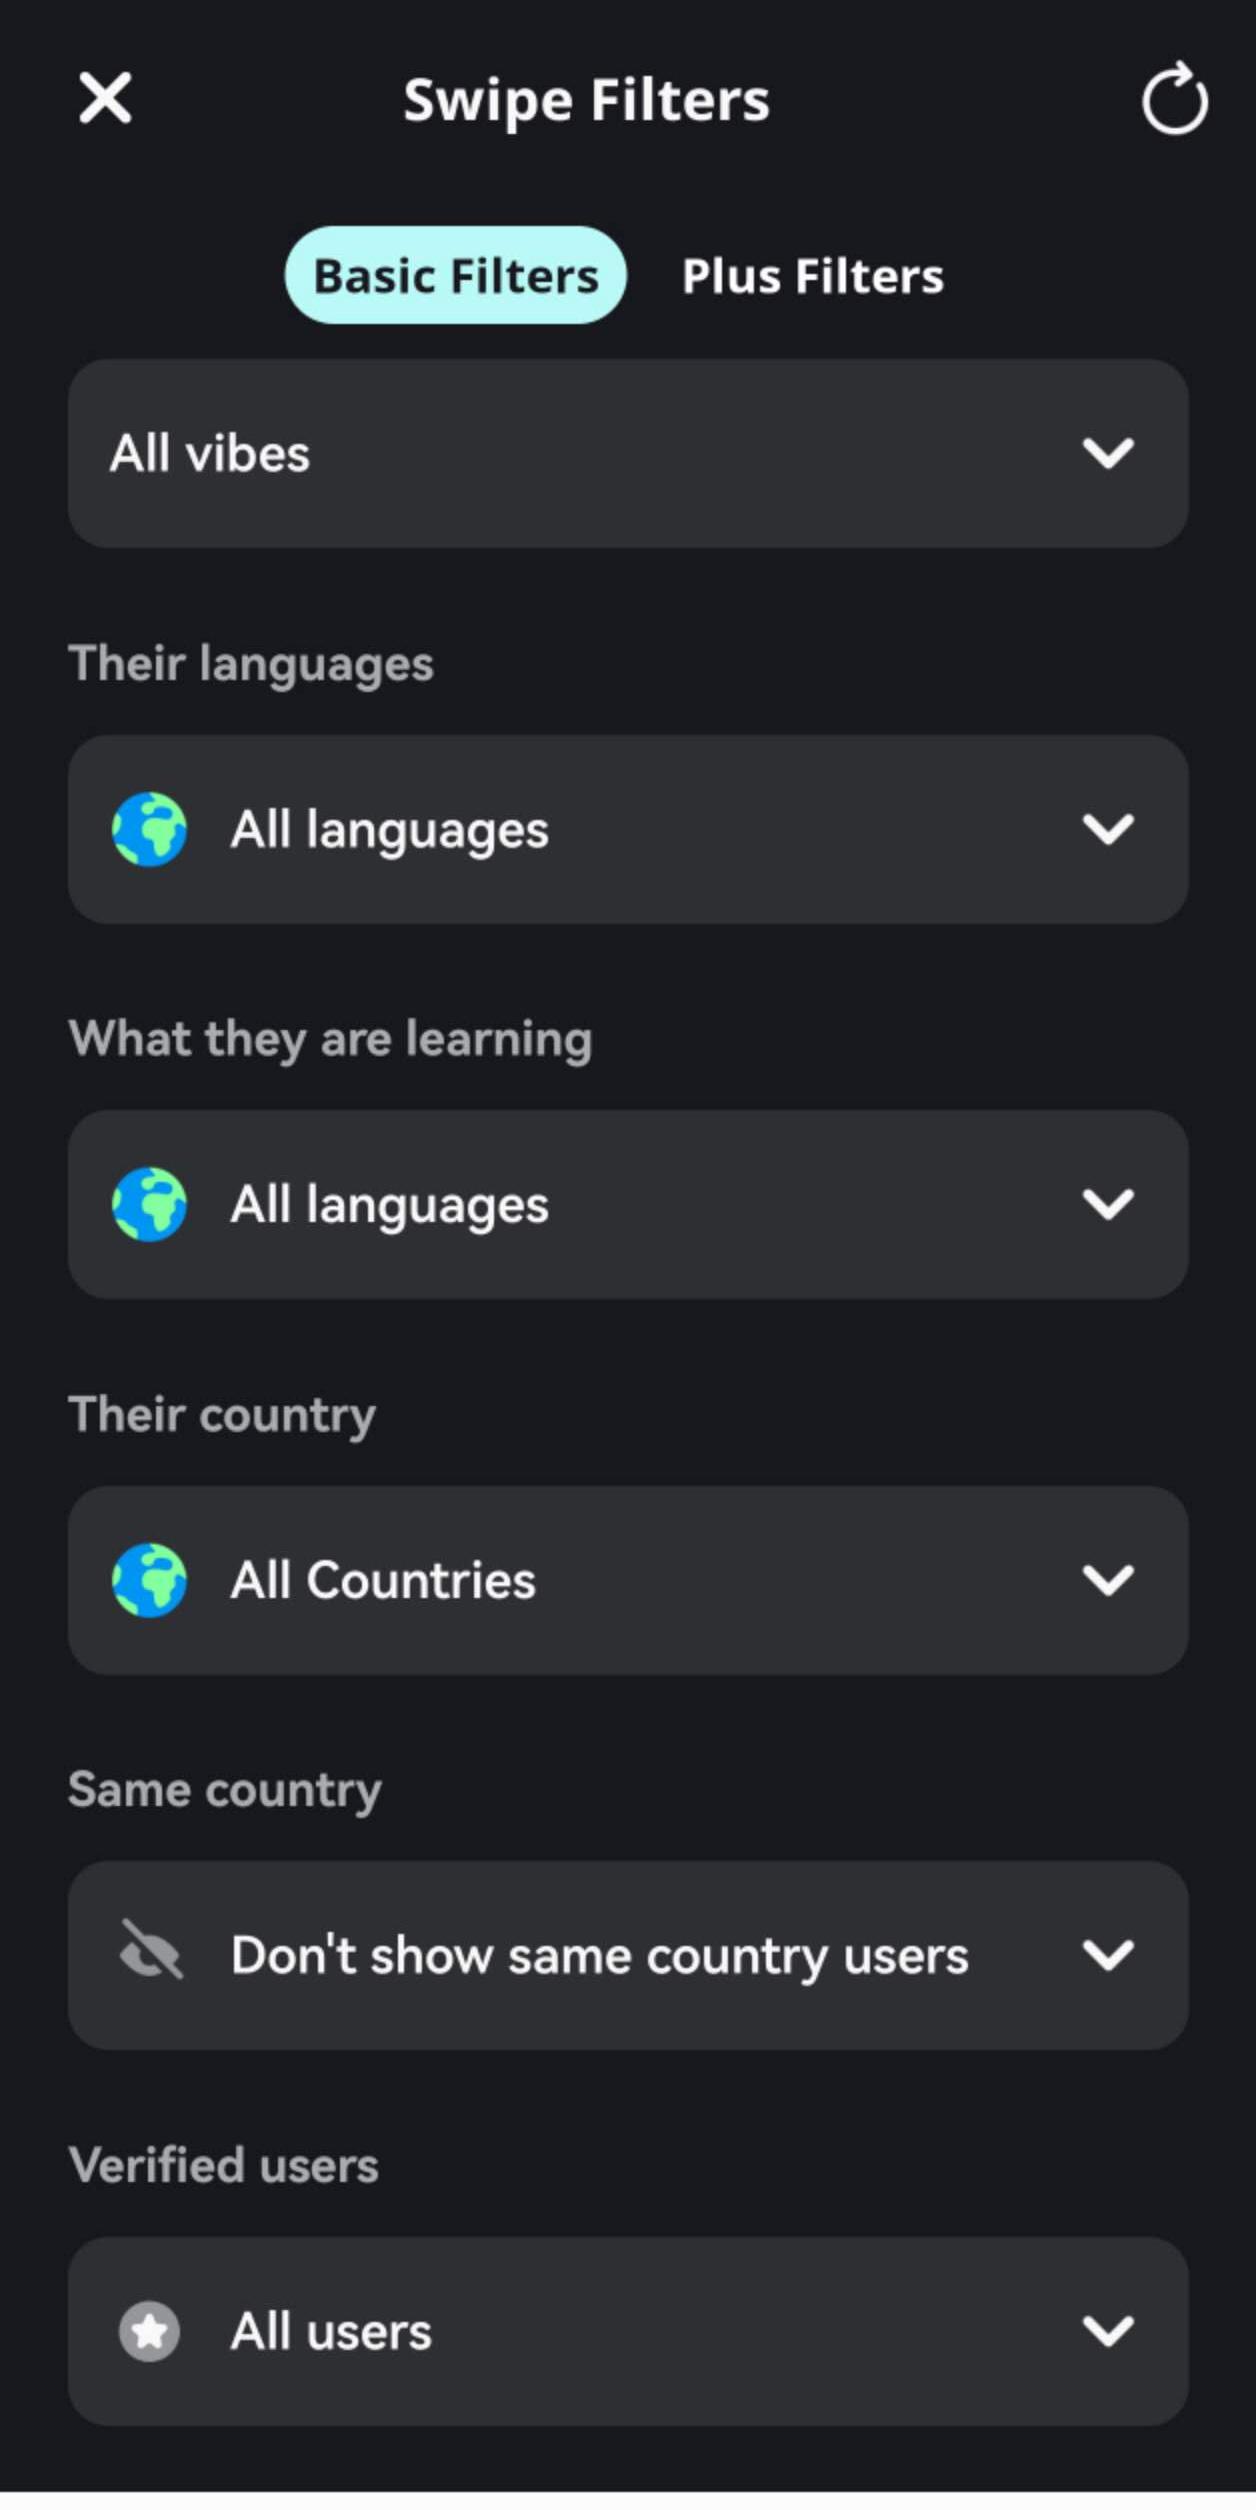 Swipe Filters
Basic Filters Plus Filters
All vibes
Their languages
All languages
What they are learning
All languages
Their country
All Countries
Same country
Don't show same country users
Verified users
All users